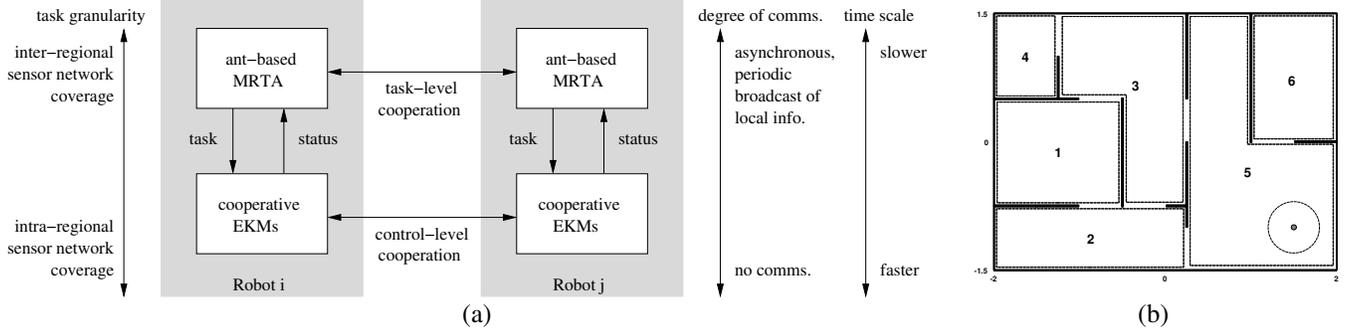 task granularity
inter−regional
sensor network
coverage
intra−regional
sensor network
coverage
ant−based
MRTA
task
status
cooperative
EKMs
Robot i
task−level
cooperation
control−level
cooperation
ant−based
MRTA
task
status
cooperative
EKMs
Robot j
degree of comms.
asynchronous,
periodic
broadcast of
local info.
no comms.
time scale
slower
faster
(a)
1.5
0
-1.5
-2
0
2
4
3
6
1
5
2
(b)